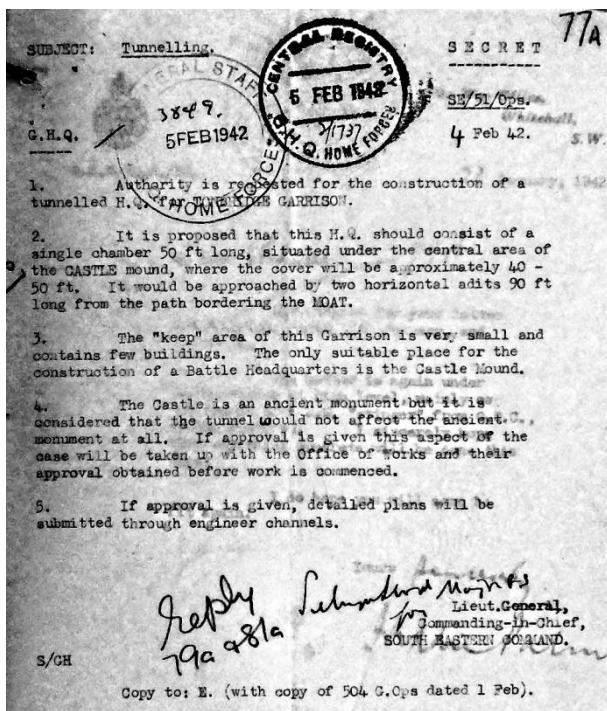 77A
SUBJECT: Tunnelling.
SECRET
CENTRAL REGISTRY
5 FEB 1942
G.H.Q. HOME FORCES
GENERAL STAFF
3849.
5 FEB 1942
HOME FORCES
SE/51/Ops.
Whitehall,
S.W.
G.H.Q.
4 Feb 42.
1. Authority is requested for the construction of a
tunnelled H.Q. for TONBRIDGE GARRISON.
2. It is proposed that this H.Q. should consist of a
single chamber 50 ft long, situated under the central area of
the CASTLE mound, where the cover will be approximately 40 -
50 ft. It would be approached by two horizontal adits 90 ft
long from the path bordering the MOAT.
3. The "keep" area of this Garrison is very small and
contains few buildings. The only suitable place for the
construction of a Battle Headquarters is the Castle Mound.
4. The Castle is an ancient monument but it is
considered that the tunnel would not affect the ancient
monument at all. If approval is given this aspect of the
case will be taken up with the Office of Works and their
approval obtained before work is commenced.
5. If approval is given, detailed plans will be
submitted through engineer channels.
Reply
79a & 81a
for
Lieut.General,
Commanding-in-Chief,
SOUTH EASTERN COMMAND.
S/CH
Copy to: E. (with copy of 504 G.Ops dated 1 Feb).